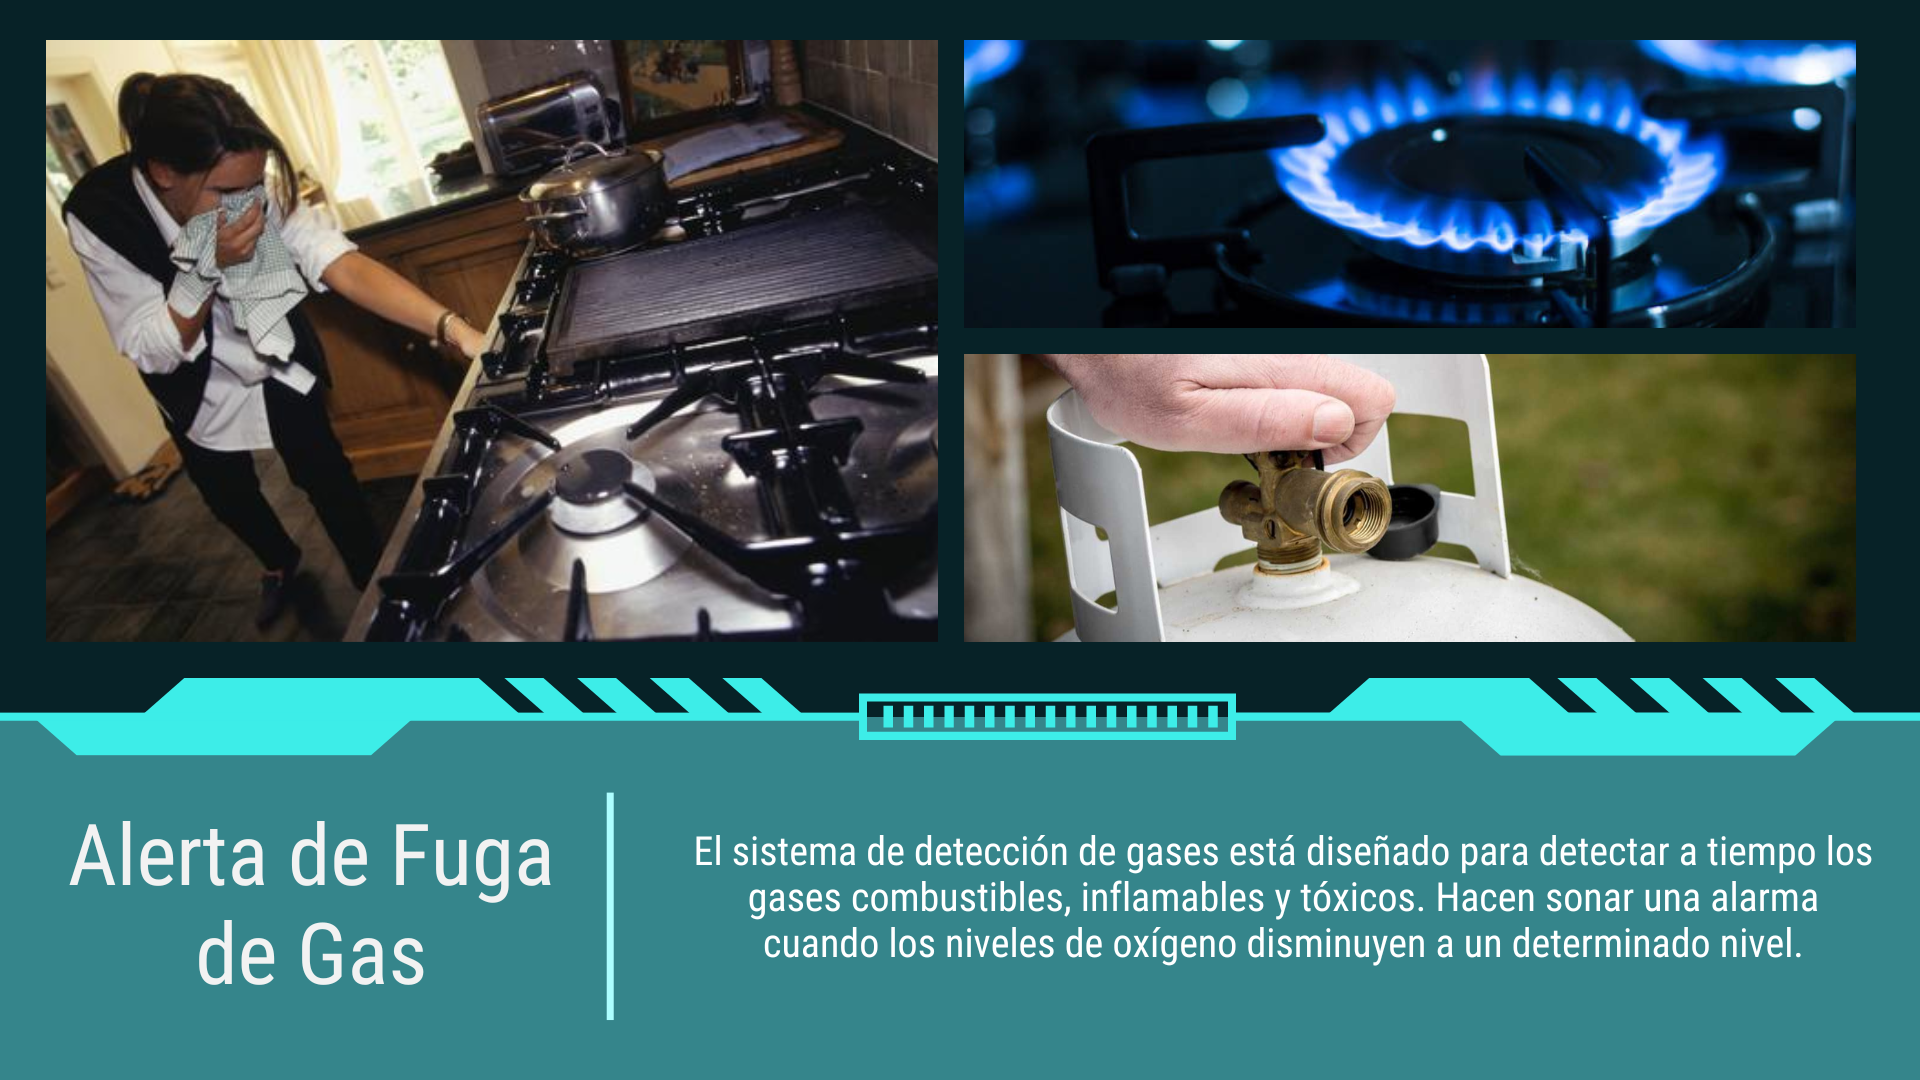 Alerta de Fuga
de Gas
El sistema de detección de gases está diseñado para detectar a tiempo los
gases combustibles, inflamables y tóxicos. Hacen sonar una alarma
cuando los niveles de oxígeno disminuyen a un determinado nivel.